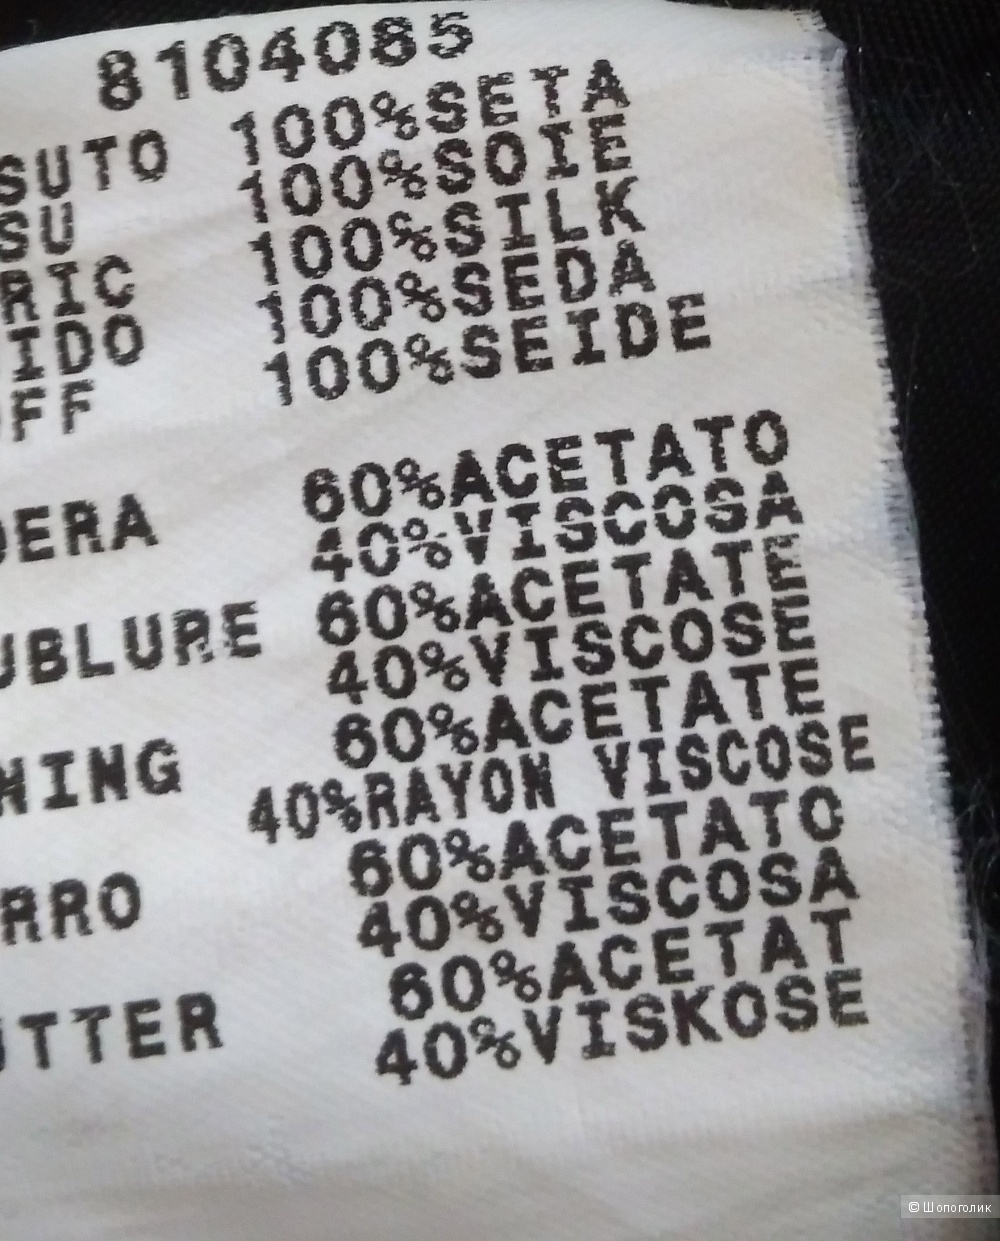 8104085
SUTO 100%SETA
SU 100%SOIE
RIC 100%SILK
IDO 100%SEDA
FF 100%SEIDE
DERA 60%ACETATO
40%VISCOSA
UBLURE 60%ACETATE
40%VISCOSE
NING 60%ACETATE
40%RAYON VISCOSE
RRO 60%ACETATO
40%VISCOSA
UTTER 60%ACETAT
40%VISKOSE
© Шопоголик